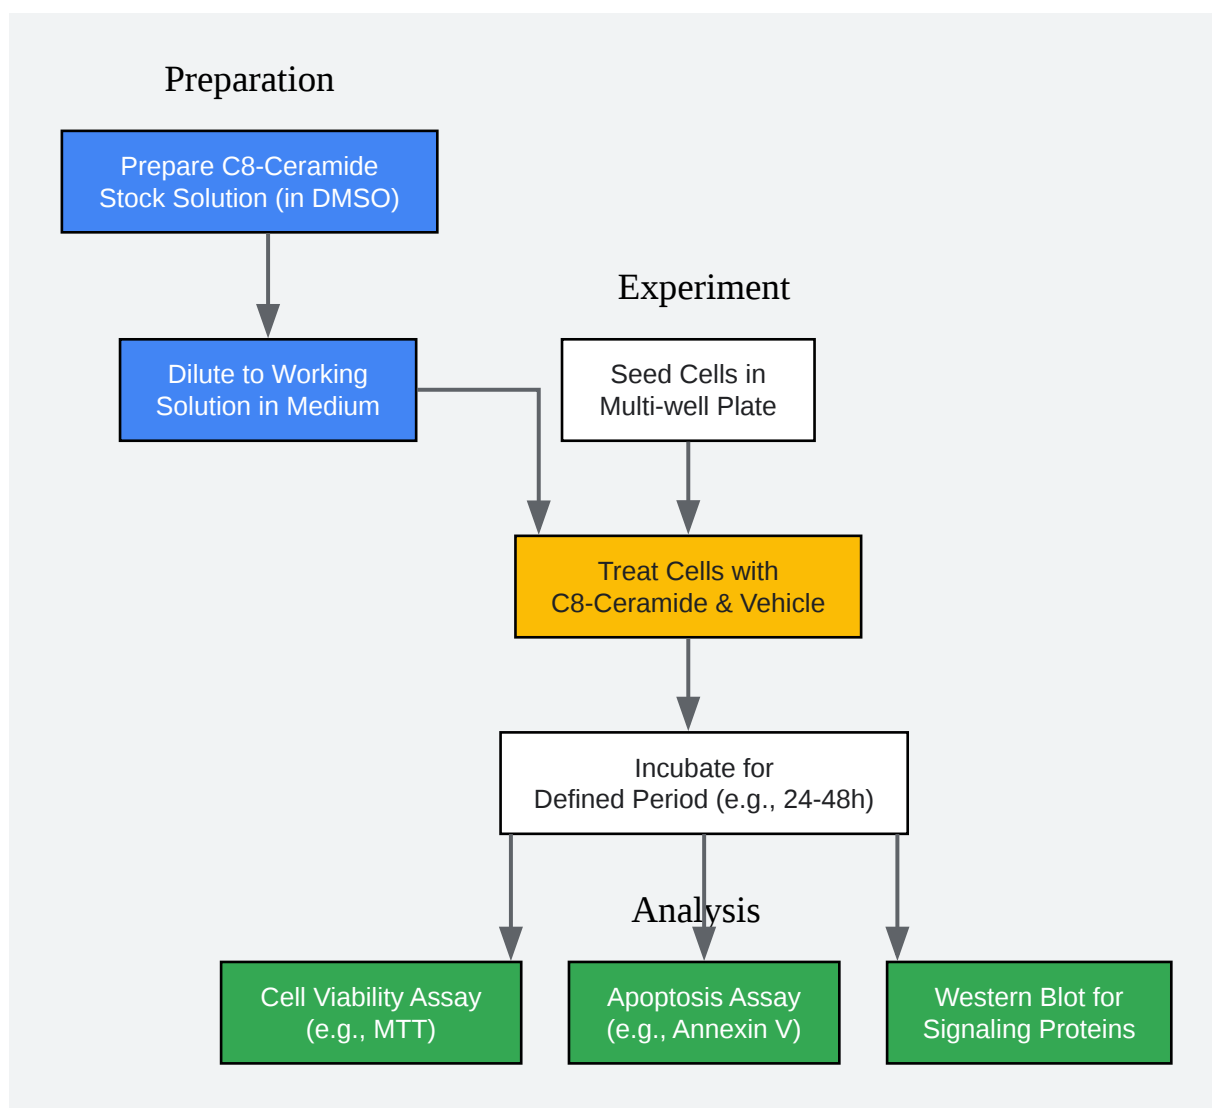 Preparation
Prepare C8-Ceramide
Stock Solution (in DMSO)
Experiment
Dilute to Working
Solution in Medium
Seed Cells in
Multi-well Plate
Treat Cells with
C8-Ceramide & Vehicle
Incubate for
Defined Period (e.g., 24-48h)
Analysis
Cell Viability Assay
(e.g., MTT)
Apoptosis Assay
(e.g., Annexin V)
Western Blot for
Signaling Proteins